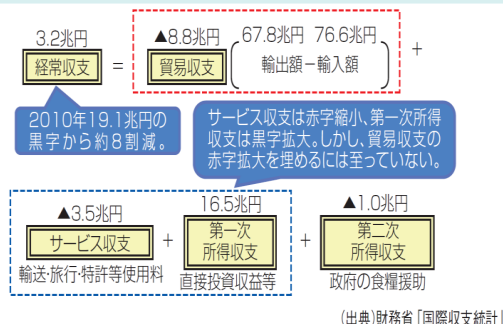 3.2兆円
経常収支
=
▲8.8兆円
貿易収支
67.8兆円 76.6兆円
輸出額－輸入額
+
2010年19.1兆円の
黒字から約8割減。
サービス収支は赤字縮小、第一次所得
収支は黒字拡大。しかし、貿易収支の
赤字拡大を埋めるには至っていない。
▲3.5兆円
サービス収支
輸送・旅行・特許等使用料
+
16.5兆円
第一次
所得収支
直接投資収益等
+
▲1.0兆円
第二次
所得収支
政府の食糧援助
(出典)財務省「国際収支統計」